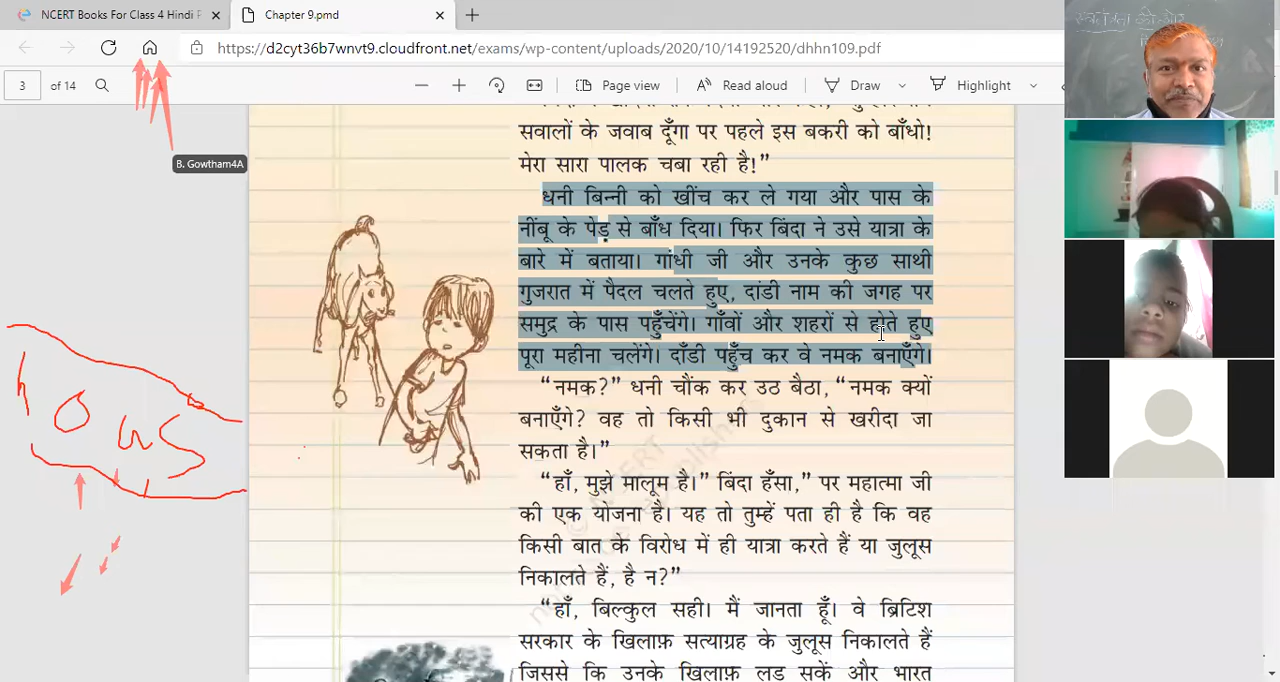 NCERT Books For Class 4 Hindi
Chapter 9.pmd
https://d2cyt36b7wnvt9.cloudfront.net/exams/wp-content/uploads/2020/10/14192520/dhhn109.pdf
3 of 14
Page view
Read aloud
Draw
Highlight
B. Gowtham4A
सवालों के जवाब दूँगा पर पहले इस बकरी को बाँधो!
मेरा सारा पालक चबा रही है!”
धनी बिन्नी को खींच कर ले गया और पास के
नींबू के पेड़ से बाँध दिया। फिर बिंदा ने उसे यात्रा के
बारे में बताया। गांधी जी और उनके कुछ साथी
गुजरात में पैदल चलते हुए, दांडी नाम की जगह पर
समुद्र के पास पहुँचेंगे। गाँवों और शहरों से होते हुए
पूरा महीना चलेंगे। दाँडी पहुँच कर वे नमक बनाएँगे।
“नमक?” धनी चौंक कर उठ बैठा, “नमक क्यों
बनाएँगे? वह तो किसी भी दुकान से खरीदा जा
सकता है।”
“हाँ, मुझे मालूम है।” बिंदा हँसा,” पर महात्मा जी
की एक योजना है। यह तो तुम्हें पता ही है कि वह
किसी बात के विरोध में ही यात्रा करते हैं या जुलूस
निकालते हैं, है न?”
“हाँ, बिल्कुल सही। मैं जानता हूँ। वे ब्रिटिश
सरकार के खिलाफ़ सत्याग्रह के जुलूस निकालते हैं
जिससे कि उनके खिलाफ़ लड़ सकें और भारत